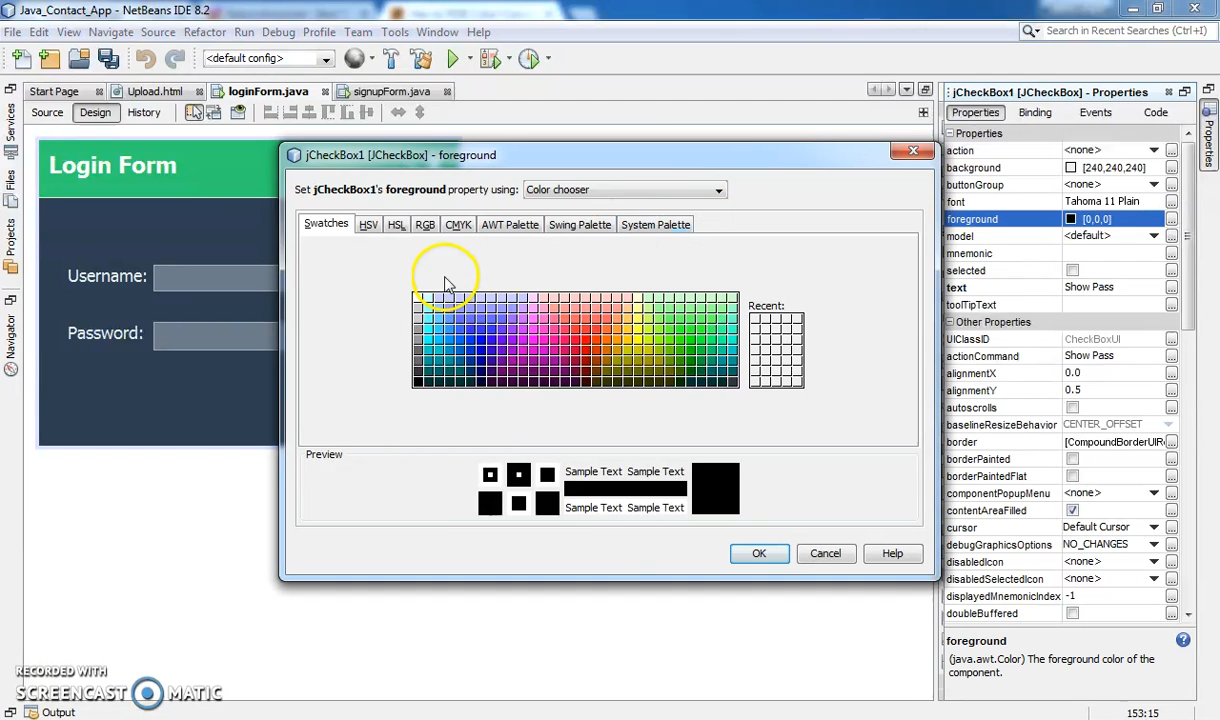 Java_Contact_App - NetBeans IDE 8.2
File Edit View Navigate Source Refactor Run Debug Profile Team Tools Window Help
Search in Recent Searches (Ctrl+I)
<default config>
Start Page Upload.html loginForm.java signupForm.java
Source Design History
Services
Files
Projects
Navigator
Login Form
Username:
Password:
jCheckBox1 [JCheckBox] - foreground
Set jCheckBox1's foreground property using: Color chooser
Swatches HSV HSL RGB CMYK AWT Palette Swing Palette System Palette
Recent:
Preview
Sample Text Sample Text
Sample Text Sample Text
OK Cancel Help
jCheckBox1 [JCheckBox] - Properties
Properties Binding Events Code
Properties
Properties
action <none>
background [240,240,240]
buttonGroup <none>
font Tahoma 11 Plain
foreground [0,0,0]
model <default>
mnemonic
selected
text Show Pass
toolTipText
Other Properties
UIClassID CheckBoxUI
actionCommand Show Pass
alignmentX 0.0
alignmentY 0.5
autoscrolls
baselineResizeBehavior CENTER_OFFSET
border [CompoundBorderUIRe
borderPainted
borderPaintedFlat
componentPopupMenu <none>
contentAreaFilled
cursor Default Cursor
debugGraphicsOptions NO_CHANGES
disabledIcon <none>
disabledSelectedIcon <none>
displayedMnemonicIndex -1
doubleBuffered
foreground
(java.awt.Color) The foreground color of the
component.
RECORDED WITH
SCREENCAST MATIC
Output
153:15